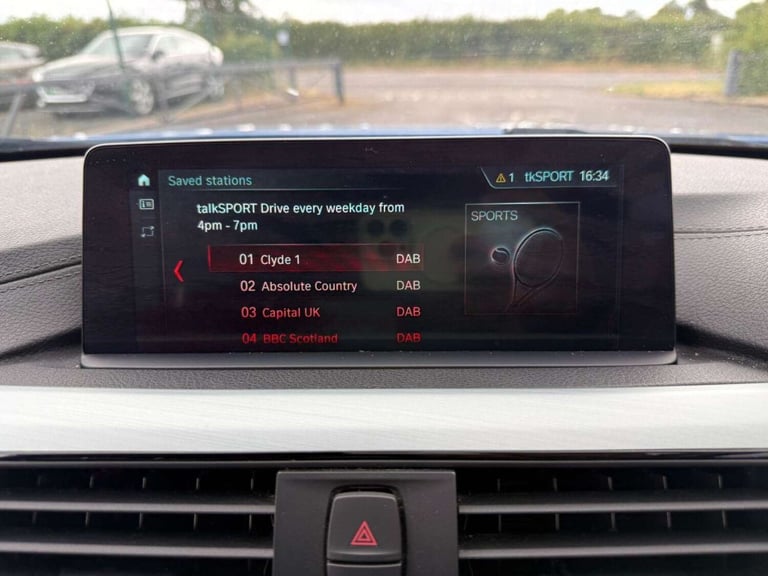 Saved stations
1 tkSPORT 16:34
talkSPORT Drive every weekday from
4pm - 7pm
SPORTS
01 Clyde 1 DAB
02 Absolute Country DAB
03 Capital UK DAB
04 BBC Scotland DAB